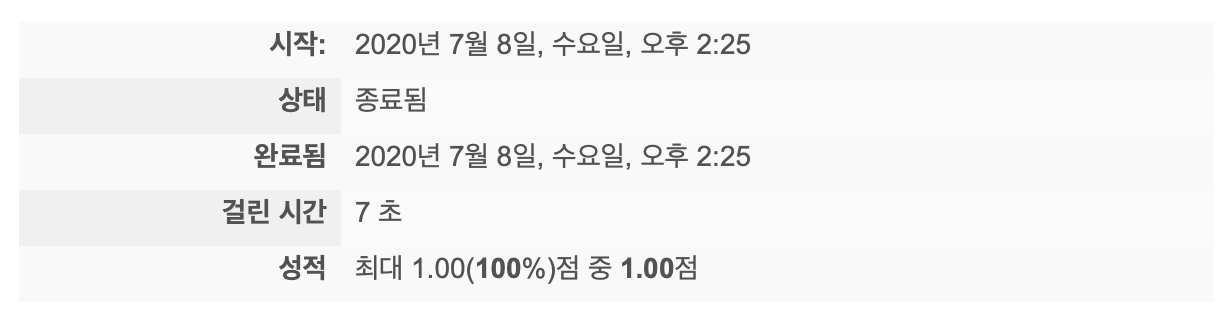 시작: 2020년 7월 8일, 수요일, 오후 2:25
상태 종료됨
완료됨 2020년 7월 8일, 수요일, 오후 2:25
걸린 시간 7 초
성적 최대 1.00(100%)점 중 1.00점